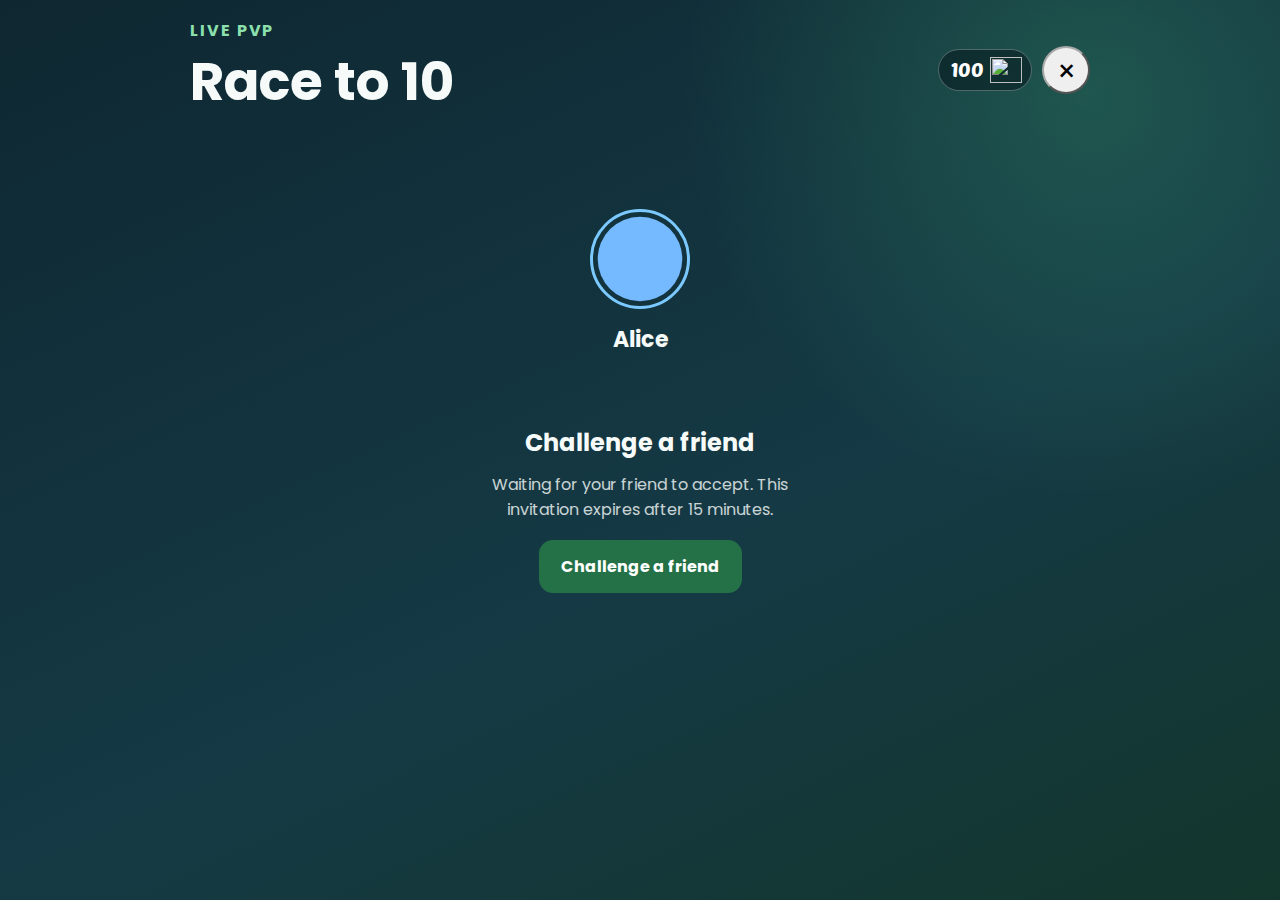 LIVE PVP
Race to 10
100
×
Alice
Challenge a friend
Waiting for your friend to accept. This
invitation expires after 15 minutes.
Challenge a friend